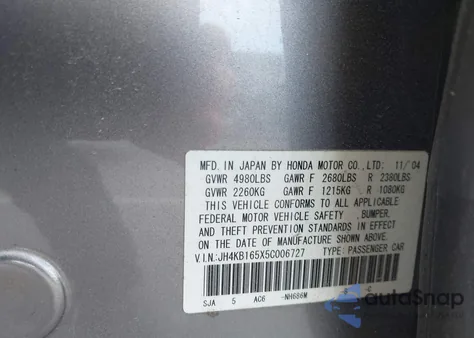 MFD. IN JAPAN BY HONDA MOTOR CO., LTD: 11/'04
GVWR 4980LBS GAWR F 2680LBS R 2380LBS
GVWR 2260KG GAWR F 1215KG R 1080KG
THIS VEHICLE CONFORMS TO ALL APPLICABLE
FEDERAL MOTOR VEHICLE SAFETY , BUMPER,
AND THEFT PREVENTION STANDARDS IN EFFECT
ON THE DATE OF MANUFACTURE SHOWN ABOVE.
V.I.N.:JH4KB165X5C006727 TYPE: PASSENGER CAR
SJA 5 AC6 -NH686M
autoSnap